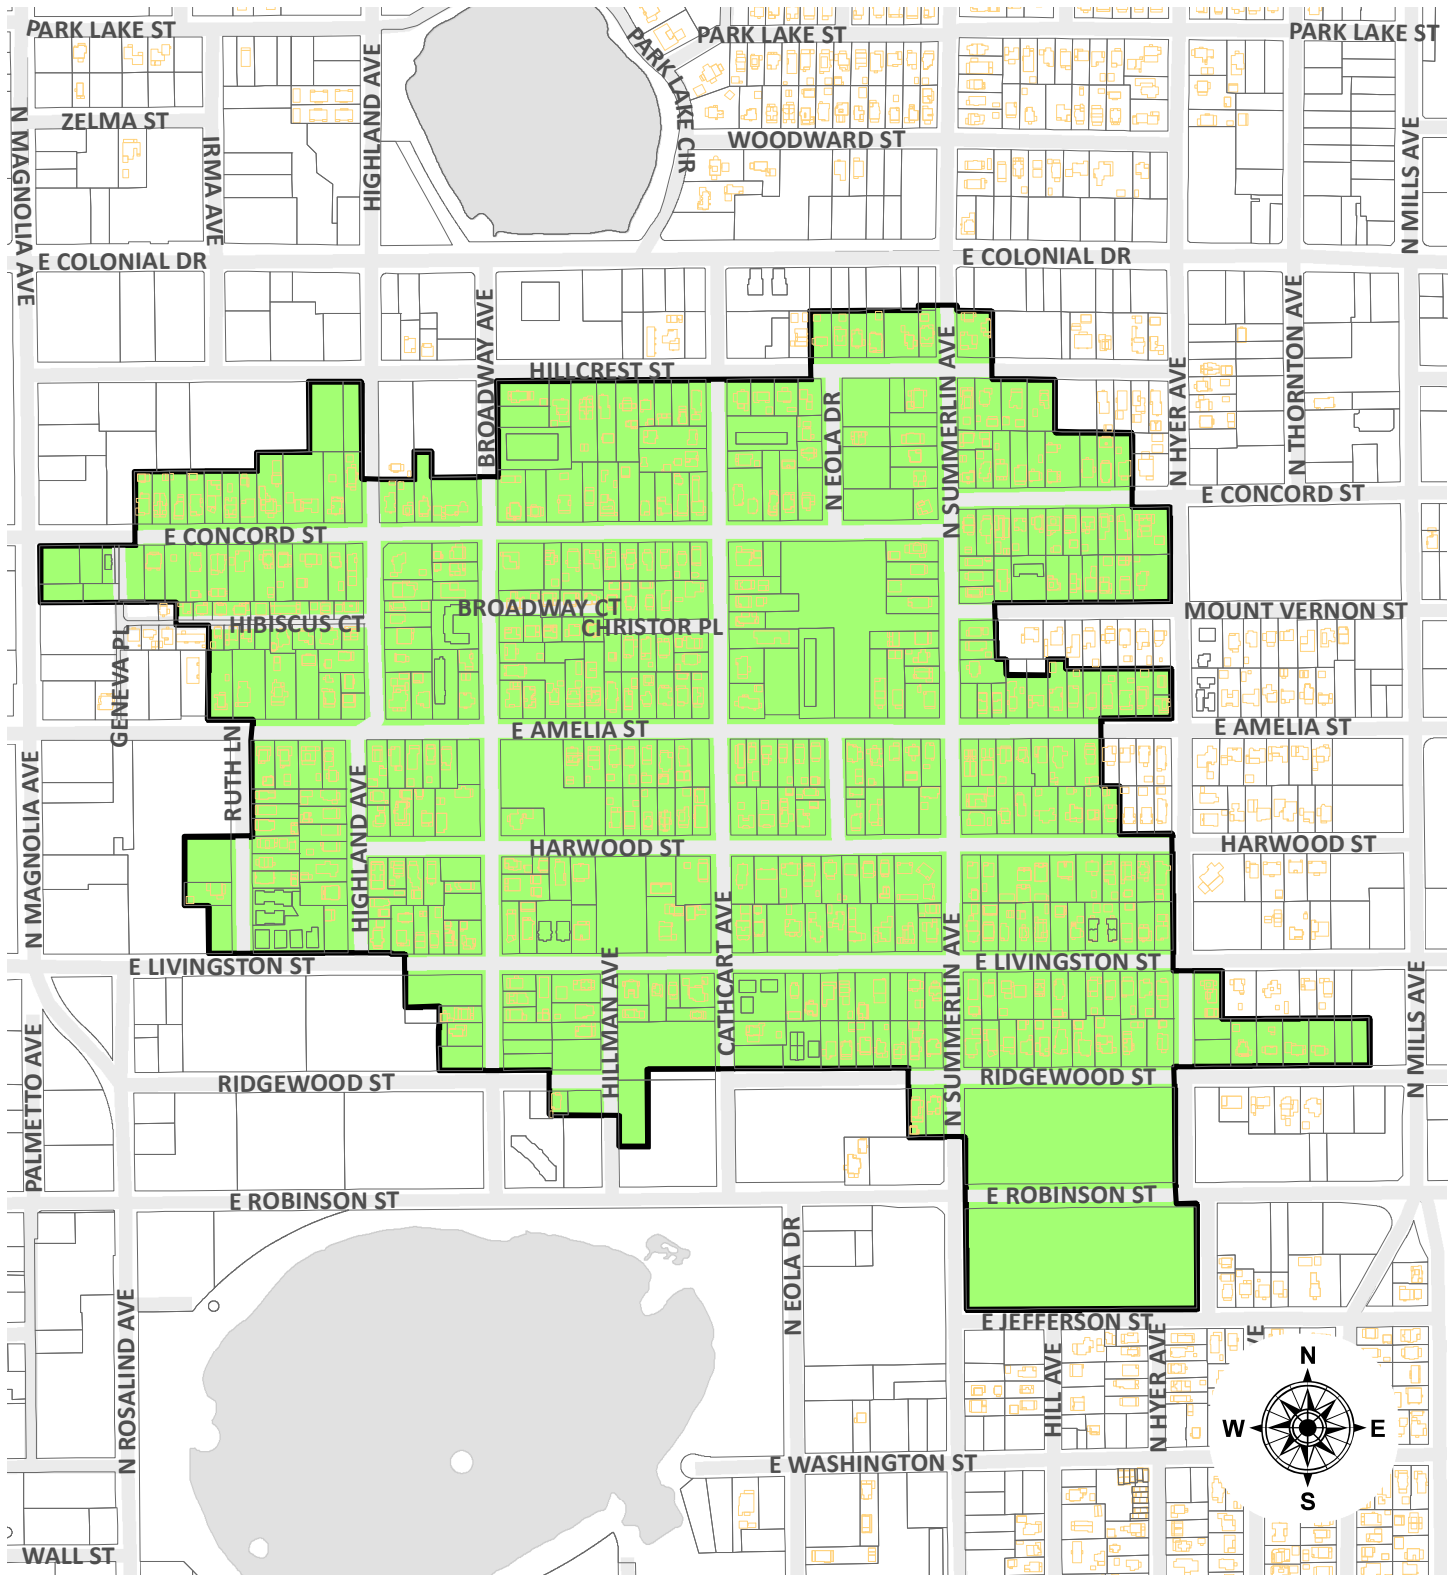 PARK LAKE ST
PARK LAKE ST
PARK LAKE ST
PARK LAKE CIR
HIGHLAND AVE
N MAGNOLIA AVE
ZELMA ST
IRMA AVE
WOODWARD ST
N MILLS AVE
E COLONIAL DR
E COLONIAL DR
BROADWAY AVE
N THORNTON AVE
N SUMMERLIN AVE
HILLCREST ST
N HYER AVE
N EOLA DR
E CONCORD ST
E CONCORD ST
BROADWAY CT
MOUNT VERNON ST
HIBISCUS CT
CHRISTOR PL
GENEVA PL
E AMELIA ST
E AMELIA ST
RUTH LN
N MAGNOLIA AVE
HIGHLAND AVE
HARWOOD ST
HARWOOD ST
CATHCART AVE
N SUMMERLIN AVE
HILLMAN AVE
E LIVINGSTON ST
E LIVINGSTON ST
N MILLS AVE
PALMETTO AVE
RIDGEWOOD ST
RIDGEWOOD ST
E ROBINSON ST
E ROBINSON ST
N EOLA DR
N ROSALIND AVE
E JEFFERSON ST
HILL AVE
N HYER AVE
VE
N
W
E
S
E WASHINGTON ST
WALL ST